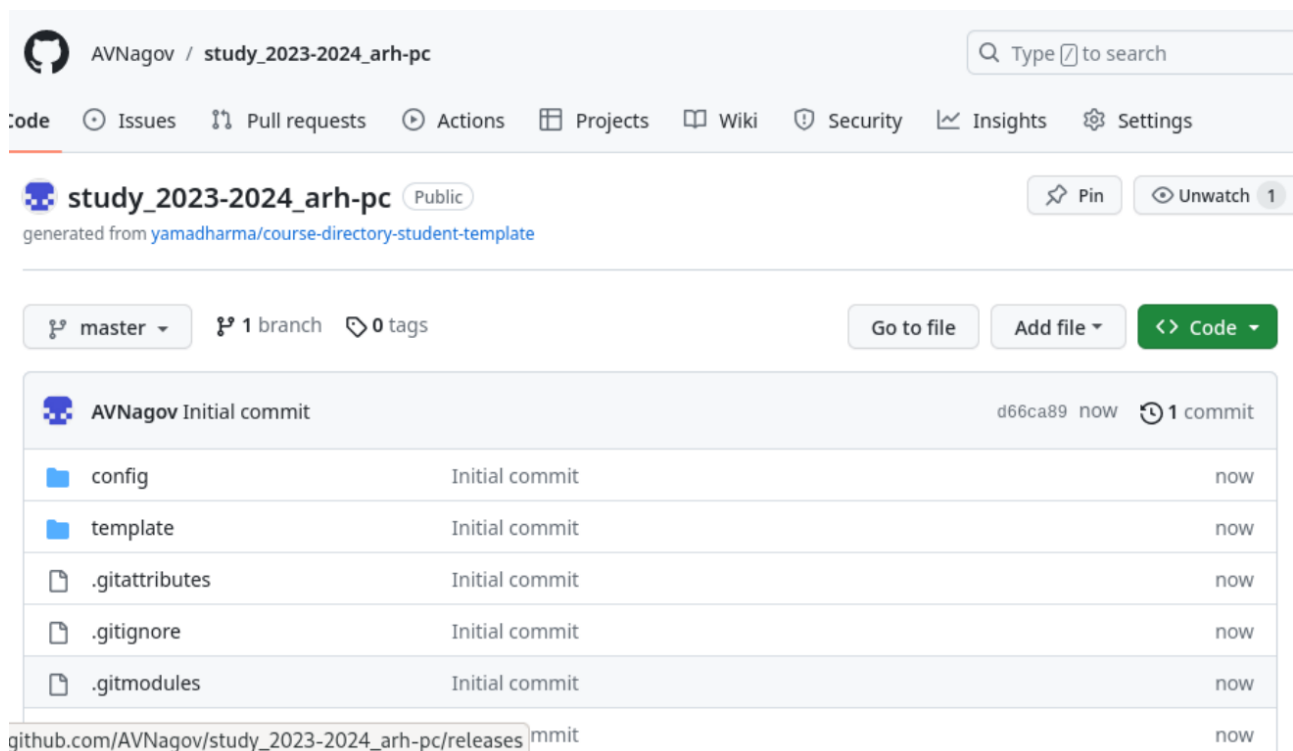 AVNagov / study_2023-2024_arh-pc Type / to search
Code Issues Pull requests Actions Projects Wiki Security Insights Settings
study_2023-2024_arh-pc Public Pin Unwatch 1
generated from yamadharma/course-directory-student-template
master 1 branch 0 tags Go to file Add file Code
AVNagov Initial commit d66ca89 now 1 commit
config Initial commit now
template Initial commit now
.gitattributes Initial commit now
.gitignore Initial commit now
.gitmodules Initial commit now
github.com/AVNagov/study_2023-2024_arh-pc/releases mmit now